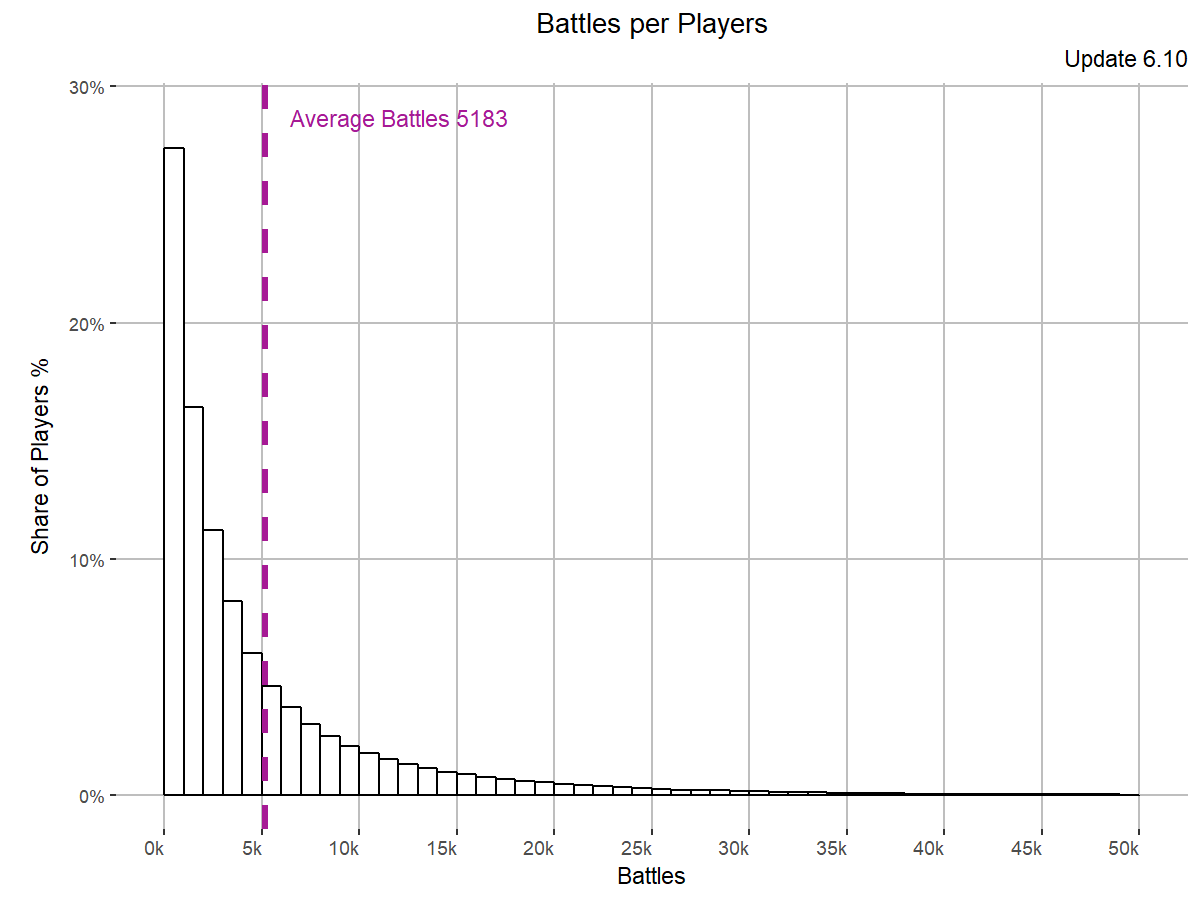 Battles per Players
Update 6.10
30%
Average Battles 5183
20%
Share of Players %
10%
0%
0k 5k 10k 15k 20k 25k 30k 35k 40k 45k 50k
Battles